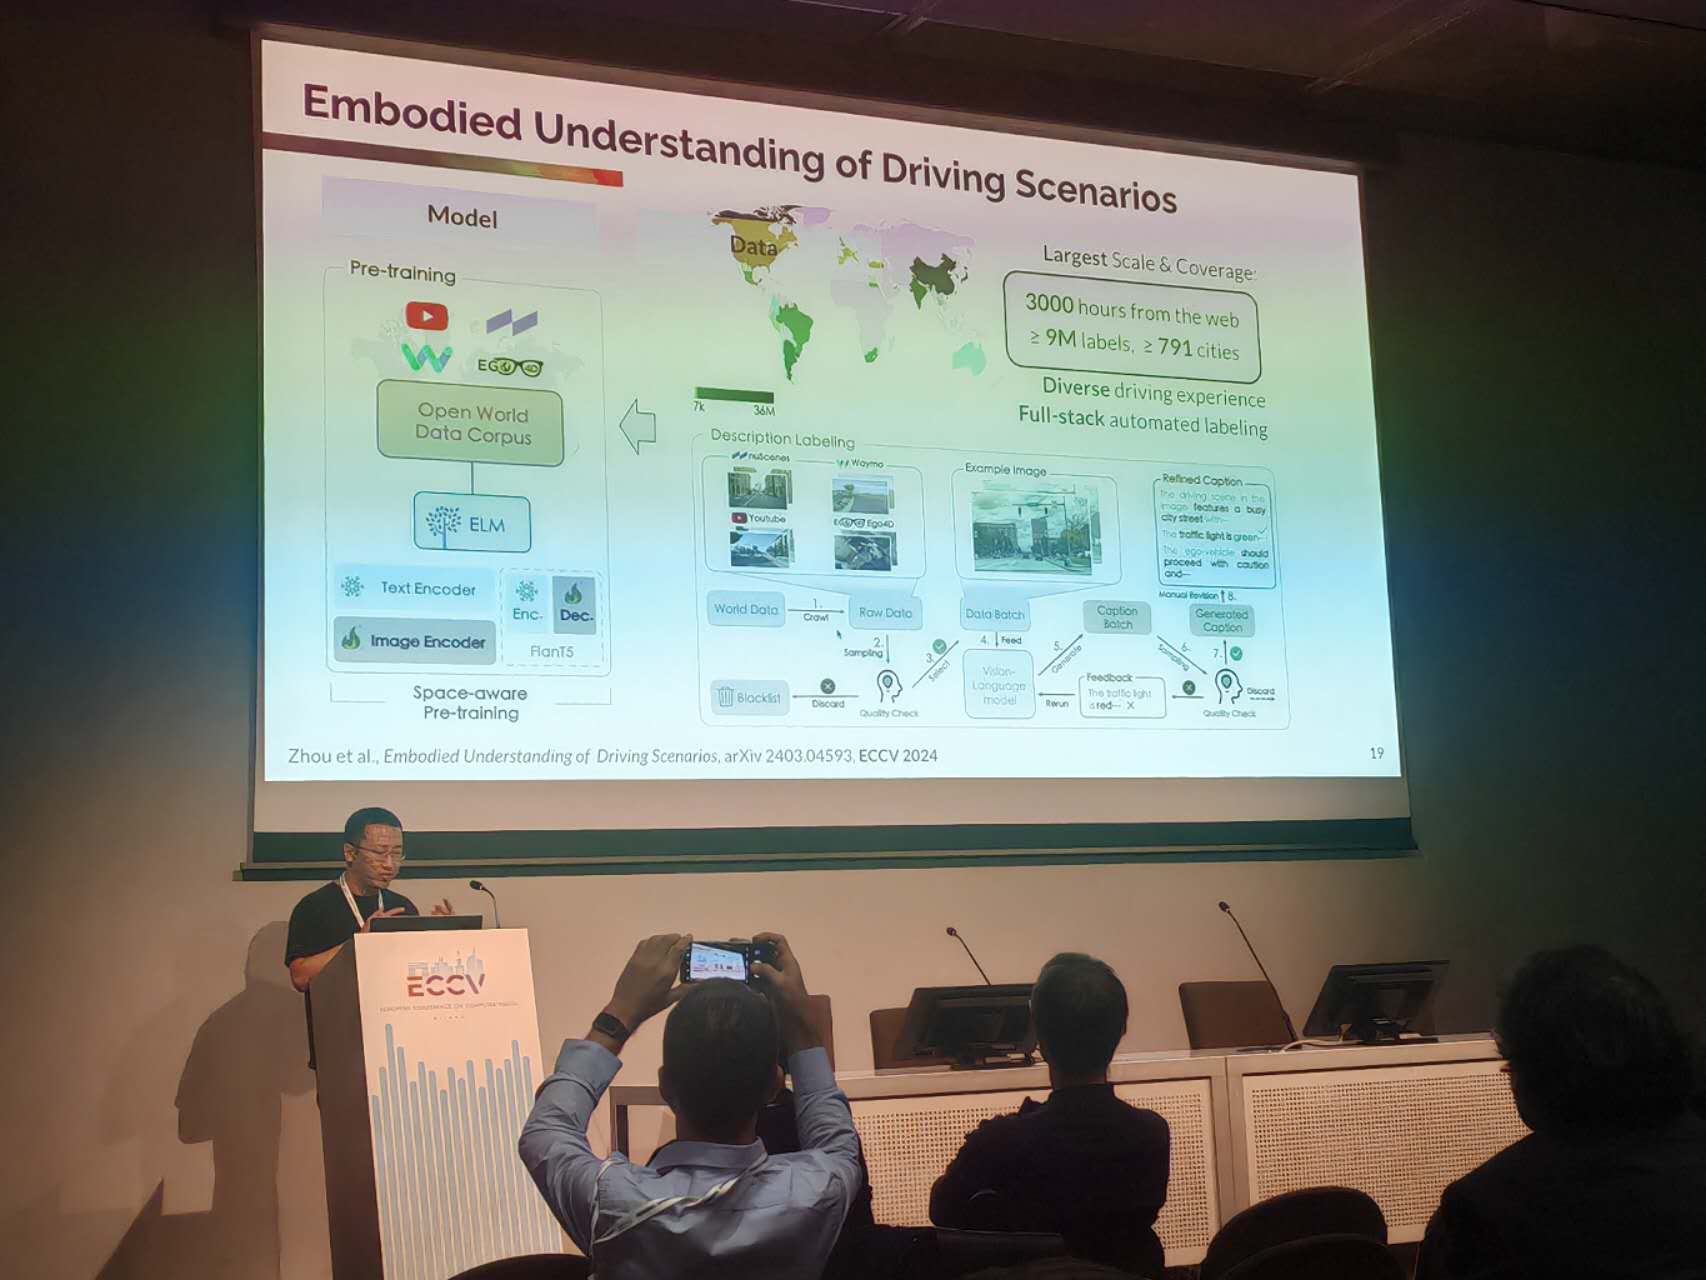 Embodied Understanding of Driving Scenarios
Model
Pre-training
EGO4D
Open World
Data Corpus
ELM
Text Encoder
Image Encoder
Enc.
Dec.
FlanT5
Space-aware
Pre-training
Data
7k
36M
Largest Scale & Coverage:
3000 hours from the web
≥ 9M labels, ≥ 791 cities
Diverse driving experience
Full-stack automated labeling
Description Labeling
nuScenes
Waymo
Youtube
Ego4D
Example Image
Refined Caption
The driving scene in the
image features a busy
city street with---
The traffic light is green---
The ego-vehicle should
proceed with caution
and---
Manual Revision 8.
World Data
1.
Crawl
Raw Data
Data Batch
Caption
Batch
Generated
Caption
2.
Sampling
3.
Select
4. Feed
5.
Generate
6.
Sampling
7.
Vision-
Language
model
Feedback
The traffic light
is red--- X
Blacklist
Discard
Quality Check
Rerun
Discard
Quality Check
Zhou et al., Embodied Understanding of Driving Scenarios, arXiv 2403.04593, ECCV 2024
19
ECCV
EUROPEAN CONFERENCE ON COMPUTER VISION